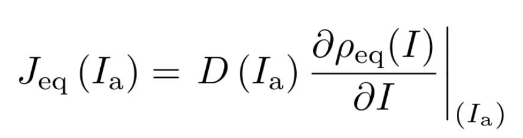 J_eq (I_a) = D (I_a) ∂ρ_eq(I) / ∂I |_(I_a)